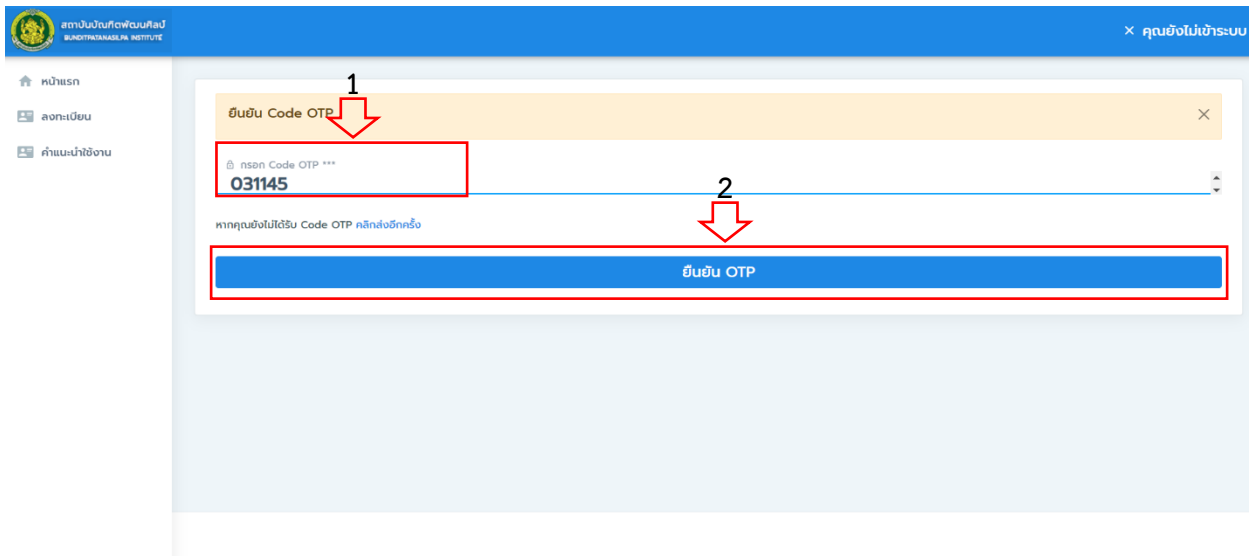 สถาบันบัณฑิตพัฒนศิลป์
BUNDITPATANASILPA INSTITUTE
× คุณยังไม่เข้าระบบ
หน้าแรก
ลงทะเบียน
คำแนะนำใช้งาน
1
ยืนยัน Code OTP
×
กรอก Code OTP ***
031145
2
หากคุณยังไม่ได้รับ Code OTP คลิกส่งอีกครั้ง
ยืนยัน OTP